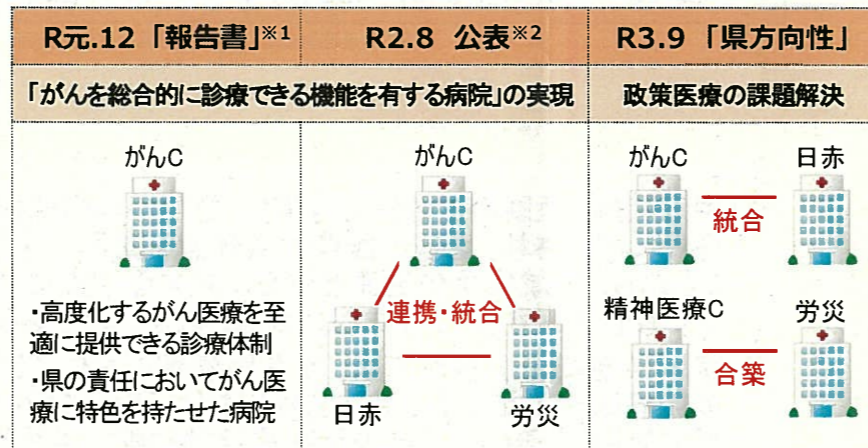 R元.12「報告書」※1
R2.8 公表※2
R3.9「県方向性」
「がんを総合的に診療できる機能を有する病院」の実現
政策医療の課題解決
がんC
・高度化するがん医療を至
適に提供できる診療体制
・県の責任においてがん医
療に特色を持たせた病院
がんC
連携・統合
日赤
労災
がんC
日赤
統合
精神医療C
労災
合築